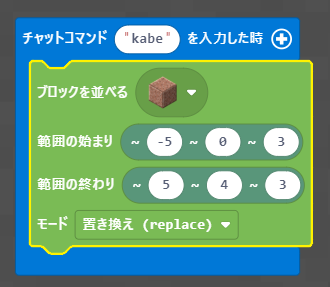 チャットコマンド "kabe" を入力した時
ブロックを並べる
範囲の始まり ~ -5 ~ 0 ~ 3
範囲の終わり ~ 5 ~ 4 ~ 3
モード 置き換え (replace)